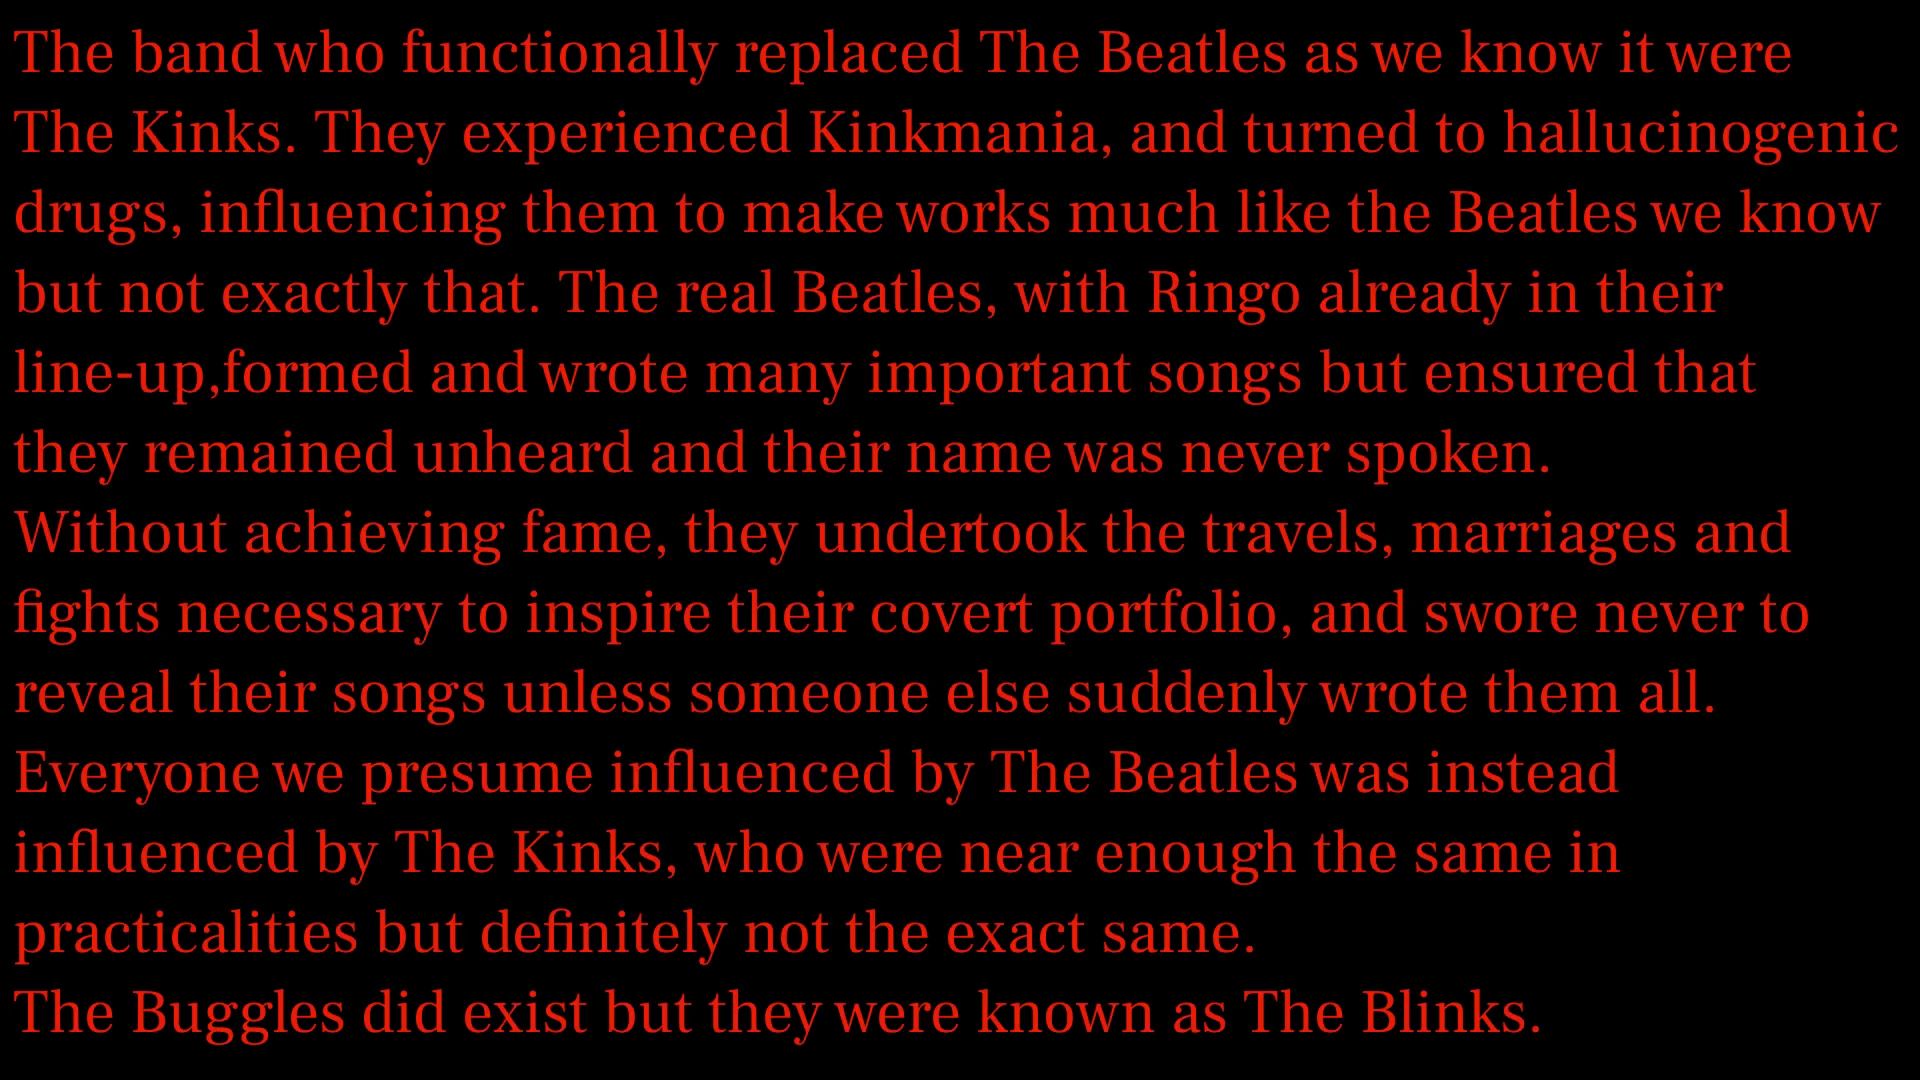 The band who functionally replaced The Beatles as we know it were
The Kinks. They experienced Kinkmania, and turned to hallucinogenic
drugs, influencing them to make works much like the Beatles we know
but not exactly that. The real Beatles, with Ringo already in their
line-up,formed and wrote many important songs but ensured that
they remained unheard and their name was never spoken.
Without achieving fame, they undertook the travels, marriages and
fights necessary to inspire their covert portfolio, and swore never to
reveal their songs unless someone else suddenly wrote them all.
Everyone we presume influenced by The Beatles was instead
influenced by The Kinks, who were near enough the same in
practicalities but definitely not the exact same.
The Buggles did exist but they were known as The Blinks.